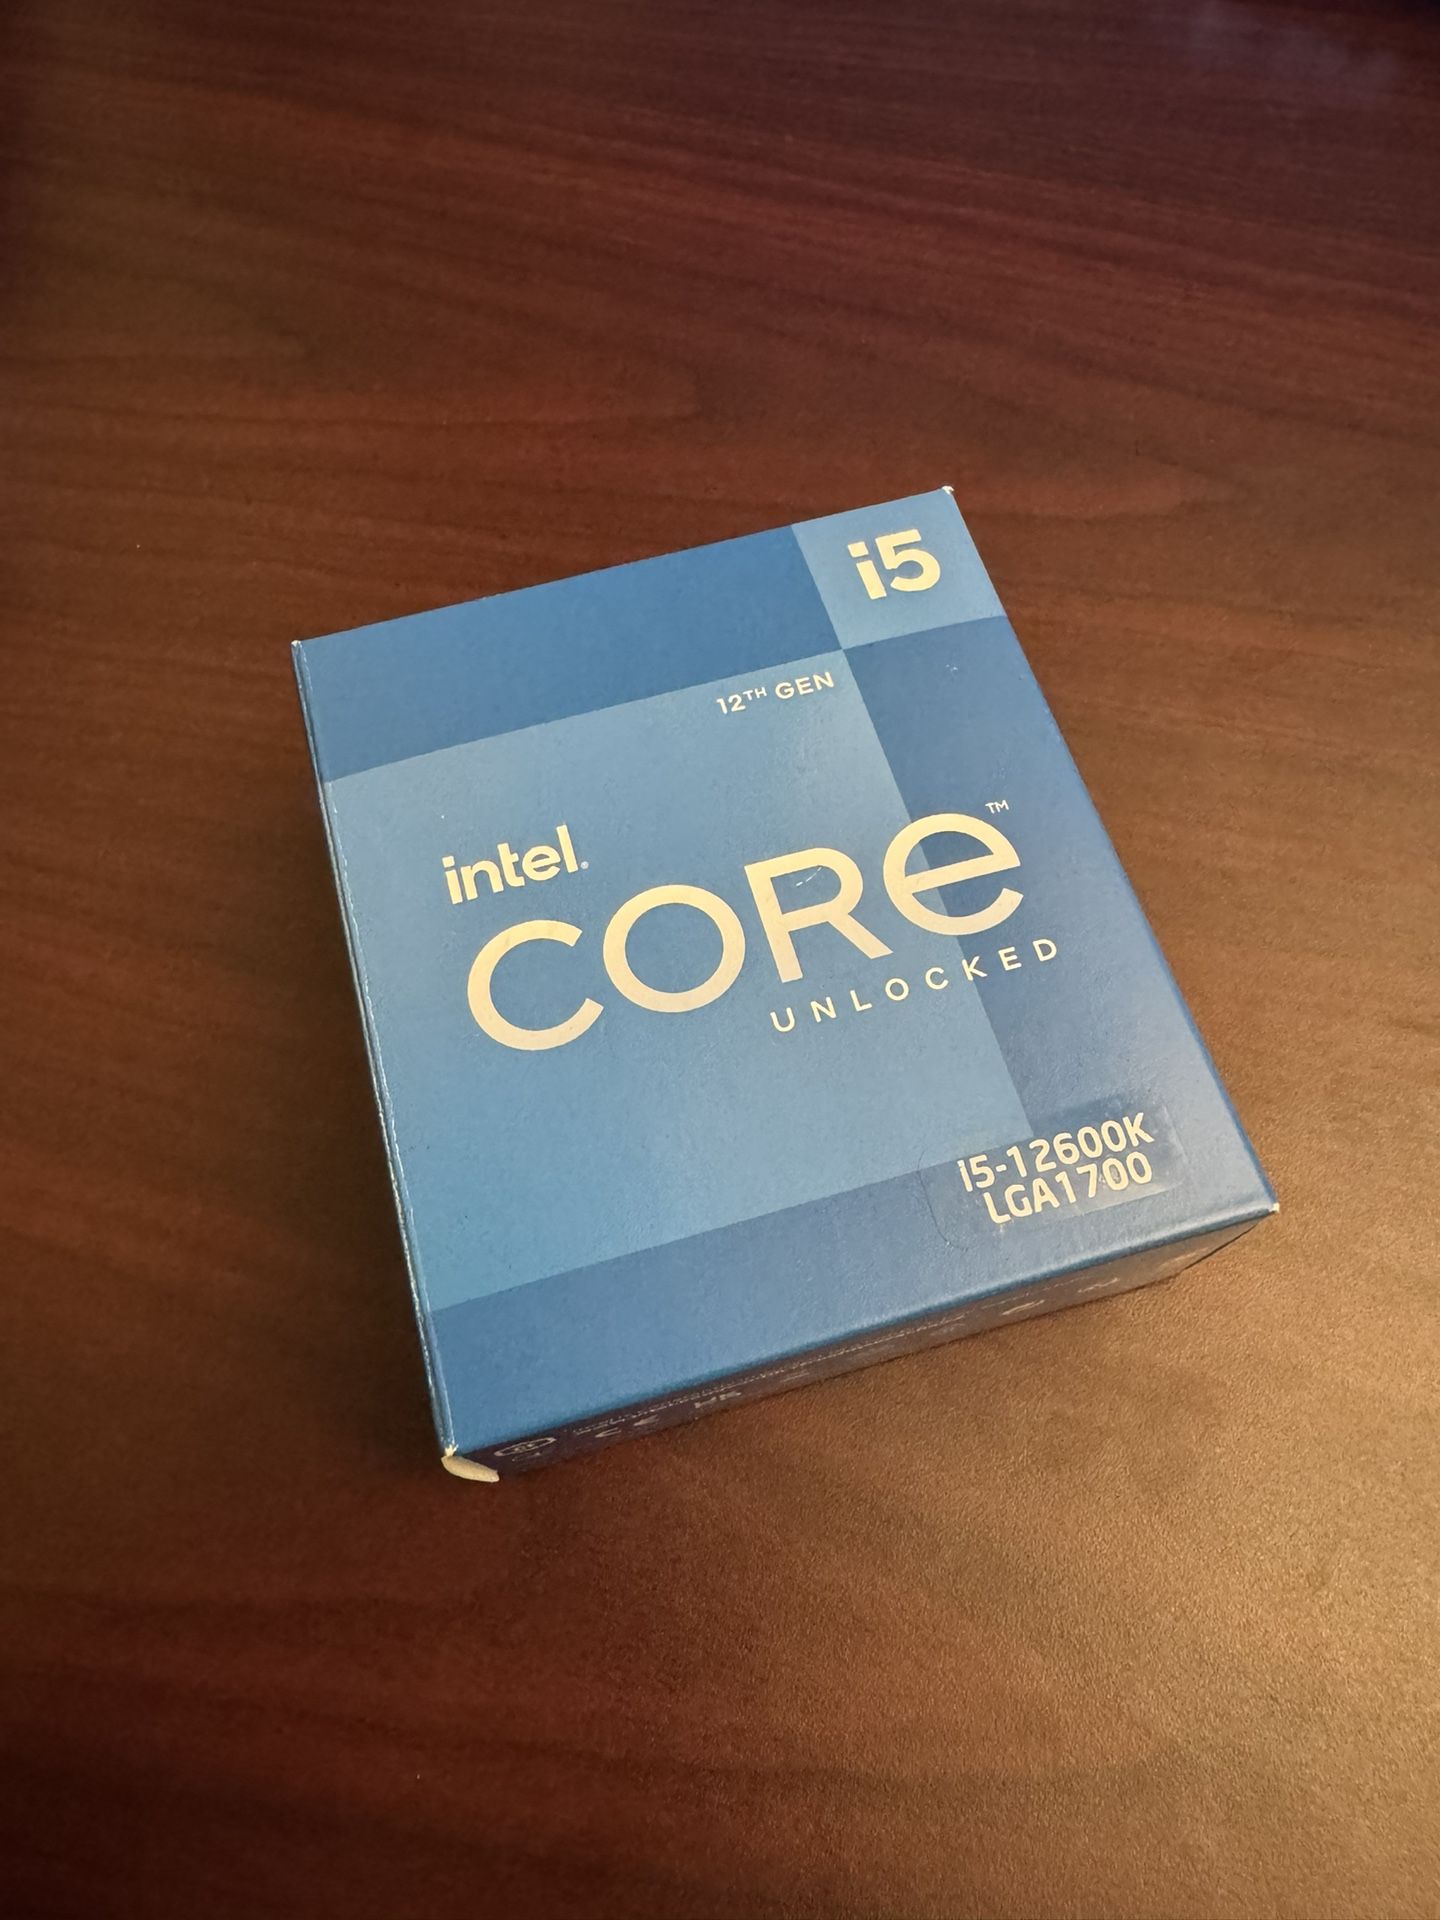 i5
12TH GEN
intel.
CORE™
UNLOCKED
i5-12600K
LGA1700